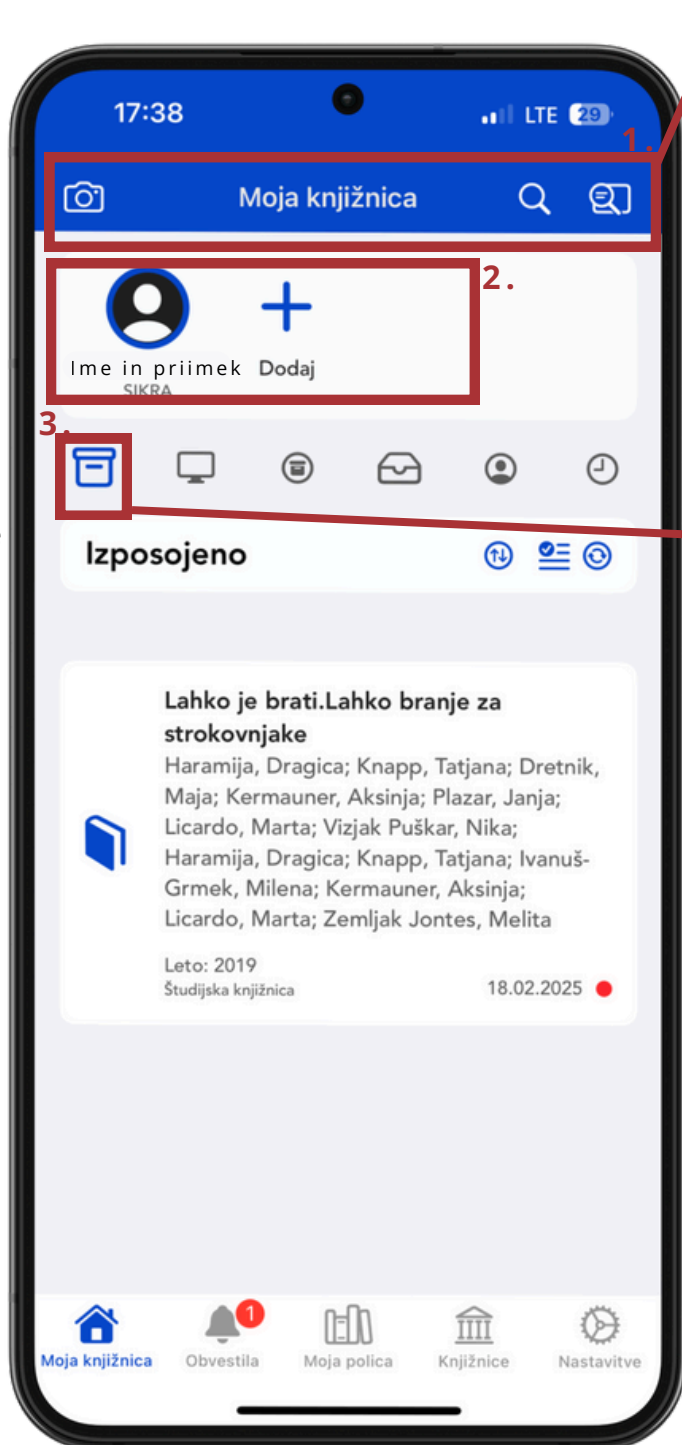 17:38
LTE 29
1.
Moja knjižnica
2.
Ime in priimek Dodaj
SIKRA
3.
Izposojeno
Lahko je brati.Lahko branje za
strokovnjake
Haramija, Dragica; Knapp, Tatjana; Dretnik,
Maja; Kermauner, Aksinja; Plazar, Janja;
Licardo, Marta; Vizjak Puškar, Nika;
Haramija, Dragica; Knapp, Tatjana; Ivanuš-
Grmek, Milena; Kermauner, Aksinja;
Licardo, Marta; Zemljak Jontes, Melita
Leto: 2019
Študijska knjižnica 18.02.2025
1
Moja knjižnica Obvestila Moja polica Knjižnice Nastavitve